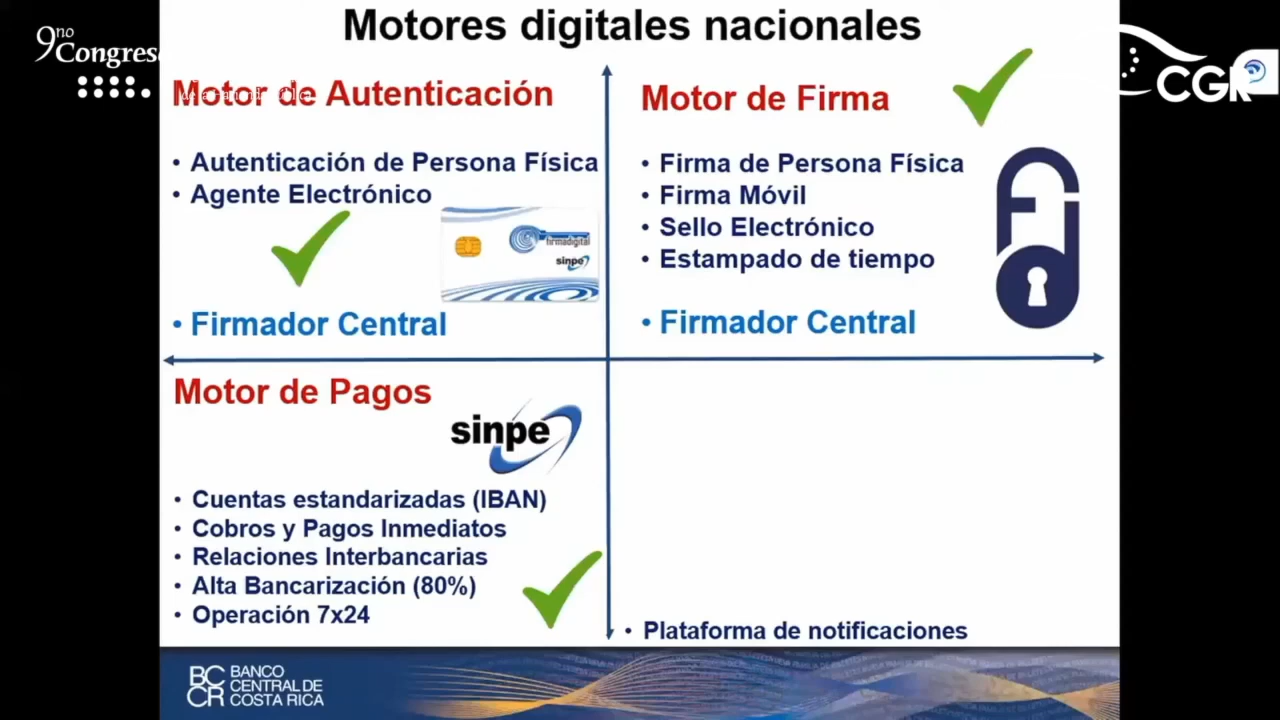 Motores digitales nacionales
9no
Congreso
CGR
Motor de Autenticación
• Autenticación de Persona Física
• Agente Electrónico
firmadigital
sinpe
• Firmador Central
Motor de Firma
• Firma de Persona Física
• Firma Móvil
• Sello Electrónico
• Estampado de tiempo
• Firmador Central
Motor de Pagos
sinpe
• Cuentas estandarizadas (IBAN)
• Cobros y Pagos Inmediatos
• Relaciones Interbancarias
• Alta Bancarización (80%)
• Operación 7x24
• Plataforma de notificaciones
BC
CR
BANCO
CENTRAL DE
COSTA RICA